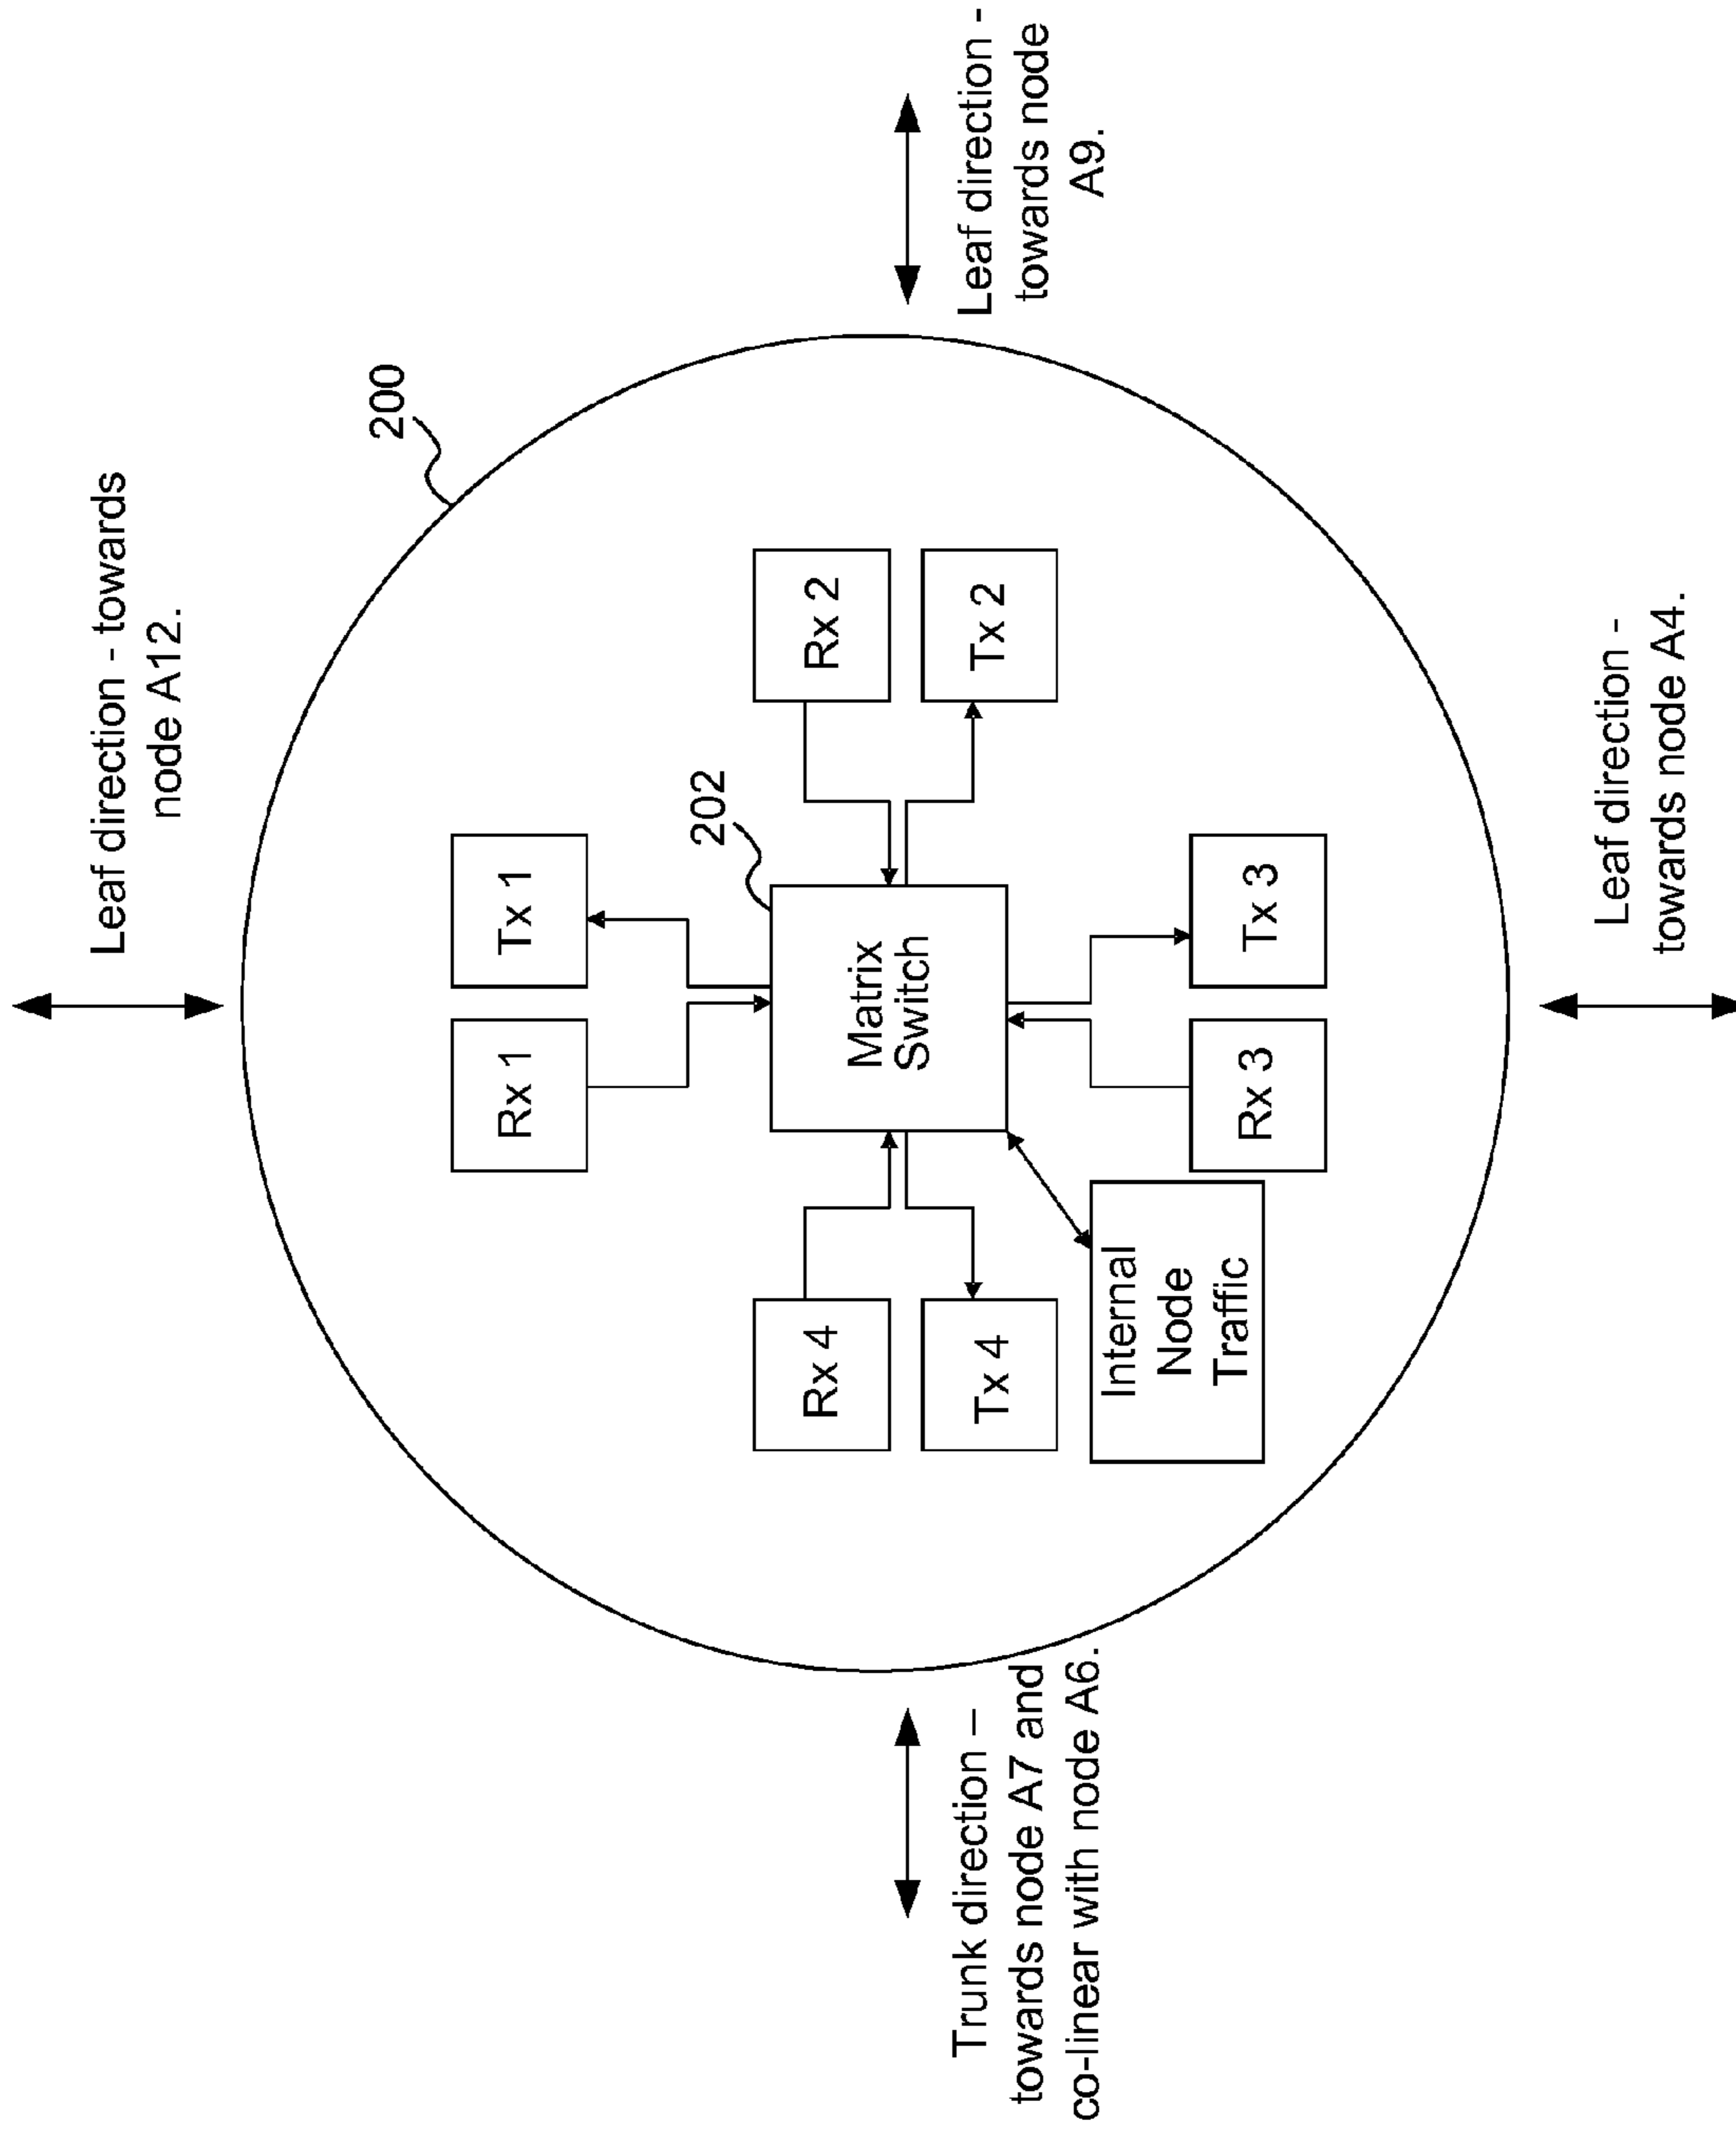 Leaf direction - towards
node A12.
200
Rx 1
Tx 1
202
Rx 4
Tx 4
Matrix
Switch
Rx 2
Tx 2
Internal
Node
Traffic
Rx 3
Tx 3
Trunk direction –
towards node A7 and
co-linear with node A6.
Leaf direction -
towards node
A9.
Leaf direction -
towards node A4.